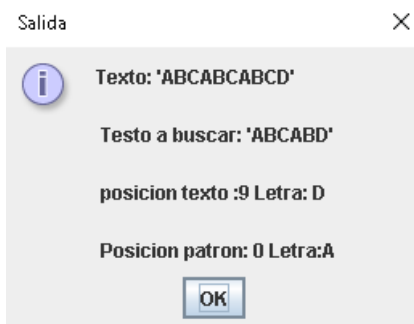 Salida
Texto: 'ABCABCABCD'
Testo a buscar: 'ABCABD'
posicion texto :9 Letra: D
Posicion patron: 0 Letra:A
OK